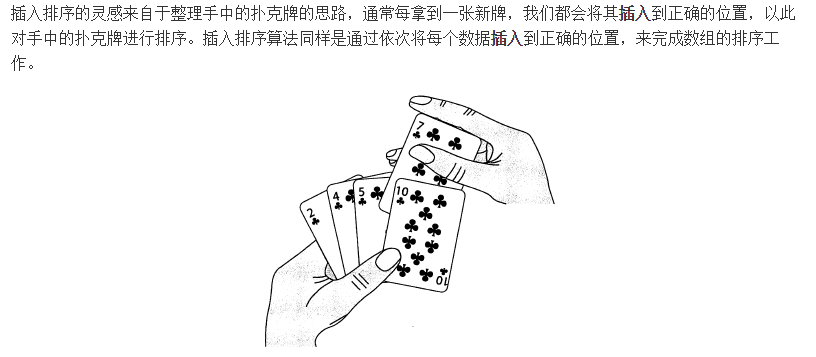 插入排序的灵感来自于整理手中的扑克牌的思路，通常每拿到一张新牌，我们都会将其插入到正确的位置，以此
对手中的扑克牌进行排序。插入排序算法同样是通过依次将每个数据插入到正确的位置，来完成数组的排序工
作。
7
2
4
5
10
10